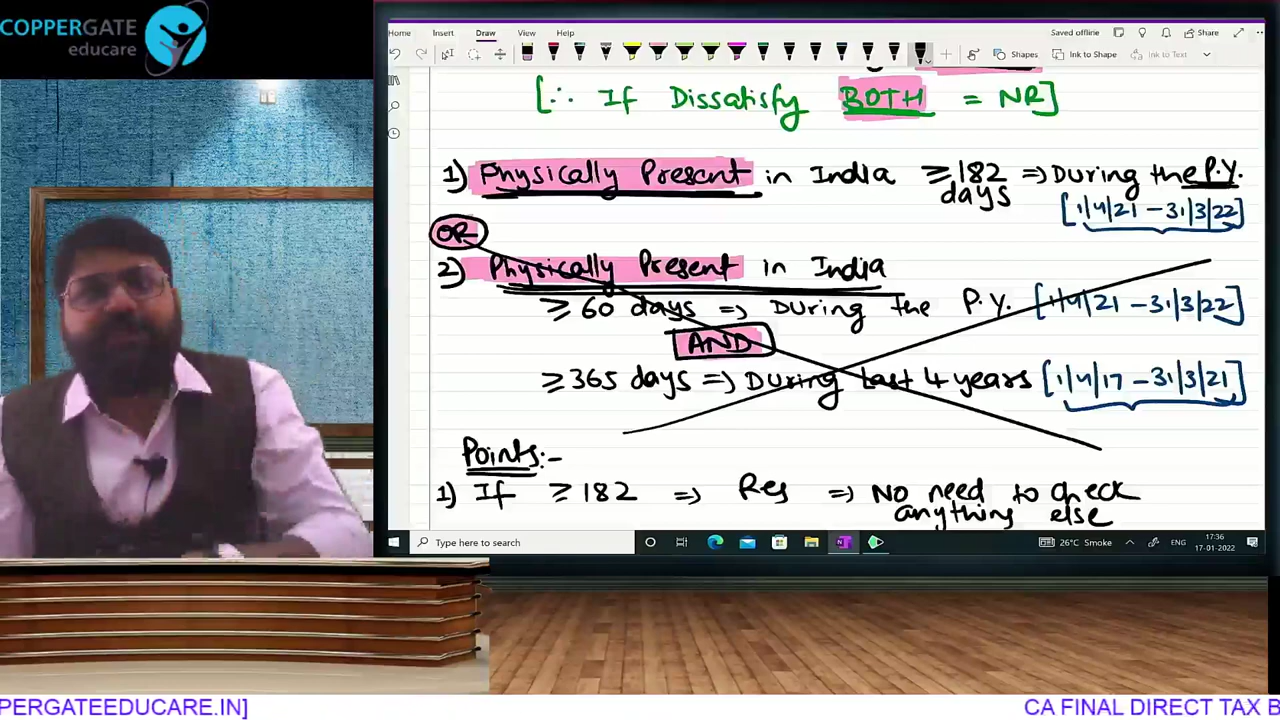 COPPERGATE
educare
Home Insert Draw View Help
Saved offline Share
Shapes Ink to Shape Ink to Text
[∴ If Dissatisfy BOTH = NR]
1) Physically Present in India ≥182 days ⇒ During the P.Y.
[1/4/21 – 31/3/22]
OR
2) Physically Present in India
≥ 60 days ⇒ During the P.Y. [1/4/21 – 31/3/22]
AND
≥365 days ⇒ During last 4 years [1/4/17 – 31/3/21]
Points:-
1) If ≥182 ⇒ Res ⇒ No need to check
anything else
Type here to search
26°C Smoke ENG 17:36
17-01-2022
PERGATEEDUCARE.IN] CA FINAL DIRECT TAX B